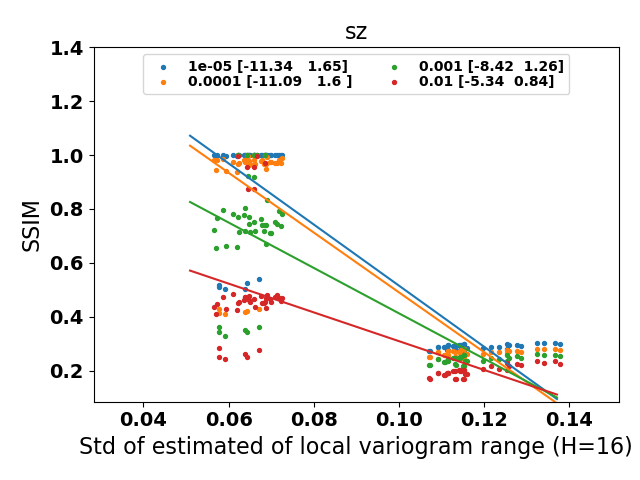 sz
1e-05 [-11.34 1.65]
0.0001 [-11.09 1.6 ]
0.001 [-8.42 1.26]
0.01 [-5.34 0.84]
1.4
1.2
1.0
0.8
0.6
0.4
0.2
SSIM
0.04 0.06 0.08 0.10 0.12 0.14
Std of estimated of local variogram range (H=16)